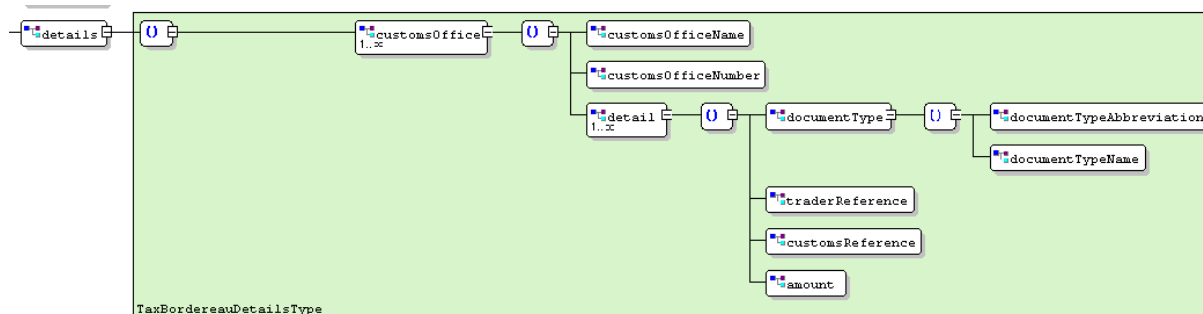 details
()
customsOffice
1..∞
()
customsOfficeName
customsOfficeNumber
detail
1..∞
()
documentType
()
documentTypeAbbreviation
documentTypeName
traderReference
customsReference
amount
TaxBordereauDetailsType